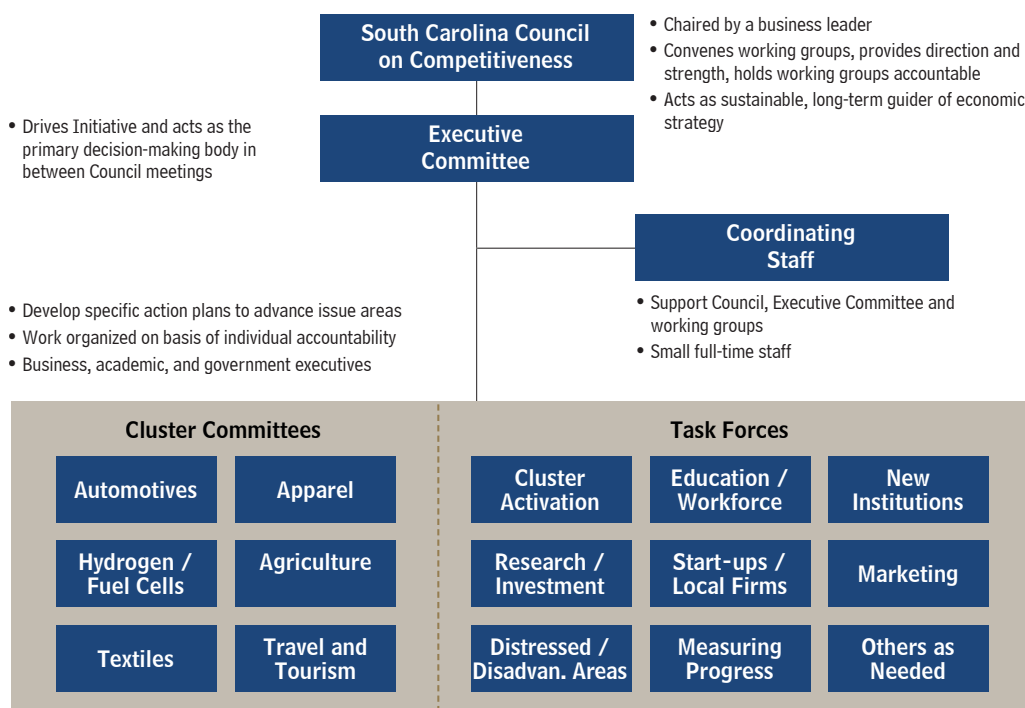 South Carolina Council
on Competitiveness
• Chaired by a business leader
• Convenes working groups, provides direction and
strength, holds working groups accountable
• Acts as sustainable, long-term guider of economic
strategy
• Drives Initiative and acts as the
primary decision-making body in
between Council meetings
Executive
Committee
Coordinating
Staff
• Support Council, Executive Committee and
working groups
• Small full-time staff
• Develop specific action plans to advance issue areas
• Work organized on basis of individual accountability
• Business, academic, and government executives
Cluster Committees
Automotives
Apparel
Hydrogen /
Fuel Cells
Agriculture
Textiles
Travel and
Tourism
Task Forces
Cluster
Activation
Education /
Workforce
New
Institutions
Research /
Investment
Start-ups /
Local Firms
Marketing
Distressed /
Disadvan. Areas
Measuring
Progress
Others as
Needed